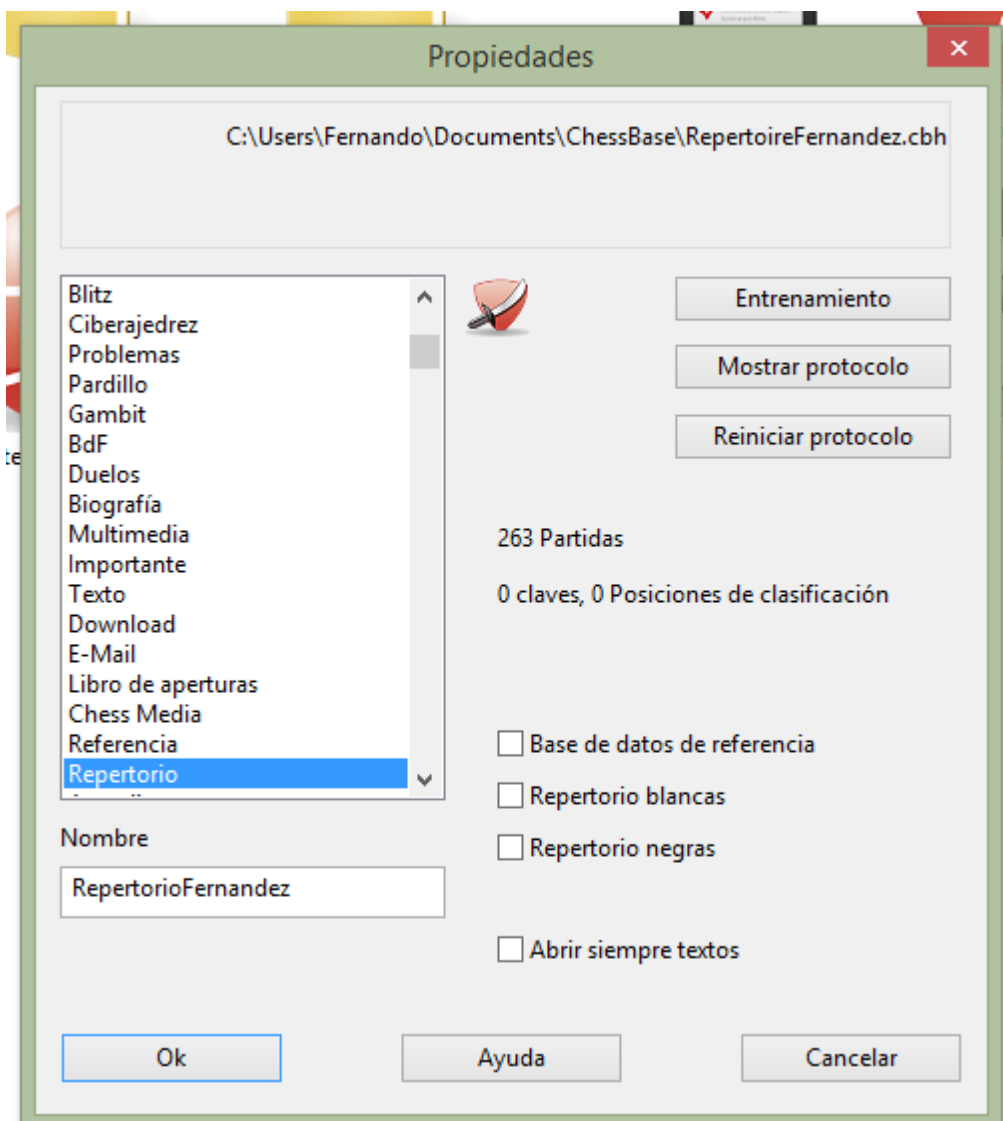 Propiedades
C:\Users\Fernando\Documents\ChessBase\RepertoireFernandez.cbh
Blitz
Ciberajedrez
Problemas
Pardillo
Gambit
BdF
Duelos
Biografía
Multimedia
Importante
Texto
Download
E-Mail
Libro de aperturas
Chess Media
Referencia
Repertorio
Entrenamiento
Mostrar protocolo
Reiniciar protocolo
263 Partidas
0 claves, 0 Posiciones de clasificación
Base de datos de referencia
Repertorio blancas
Repertorio negras
Nombre
RepertorioFernandez
Abrir siempre textos
Ok
Ayuda
Cancelar